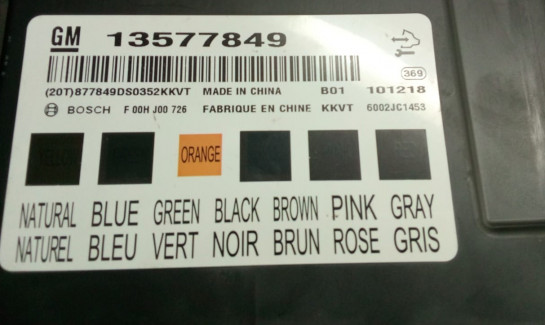 GM 13577849
369
(20T)877849DS0352KKVT MADE IN CHINA B01 101218
BOSCH F 00H J00 726 FABRIQUE EN CHINE KKVT 6002JC1453
ORANGE
NATURAL BLUE GREEN BLACK BROWN PINK GRAY
NATUREL BLEU VERT NOIR BRUN ROSE GRIS